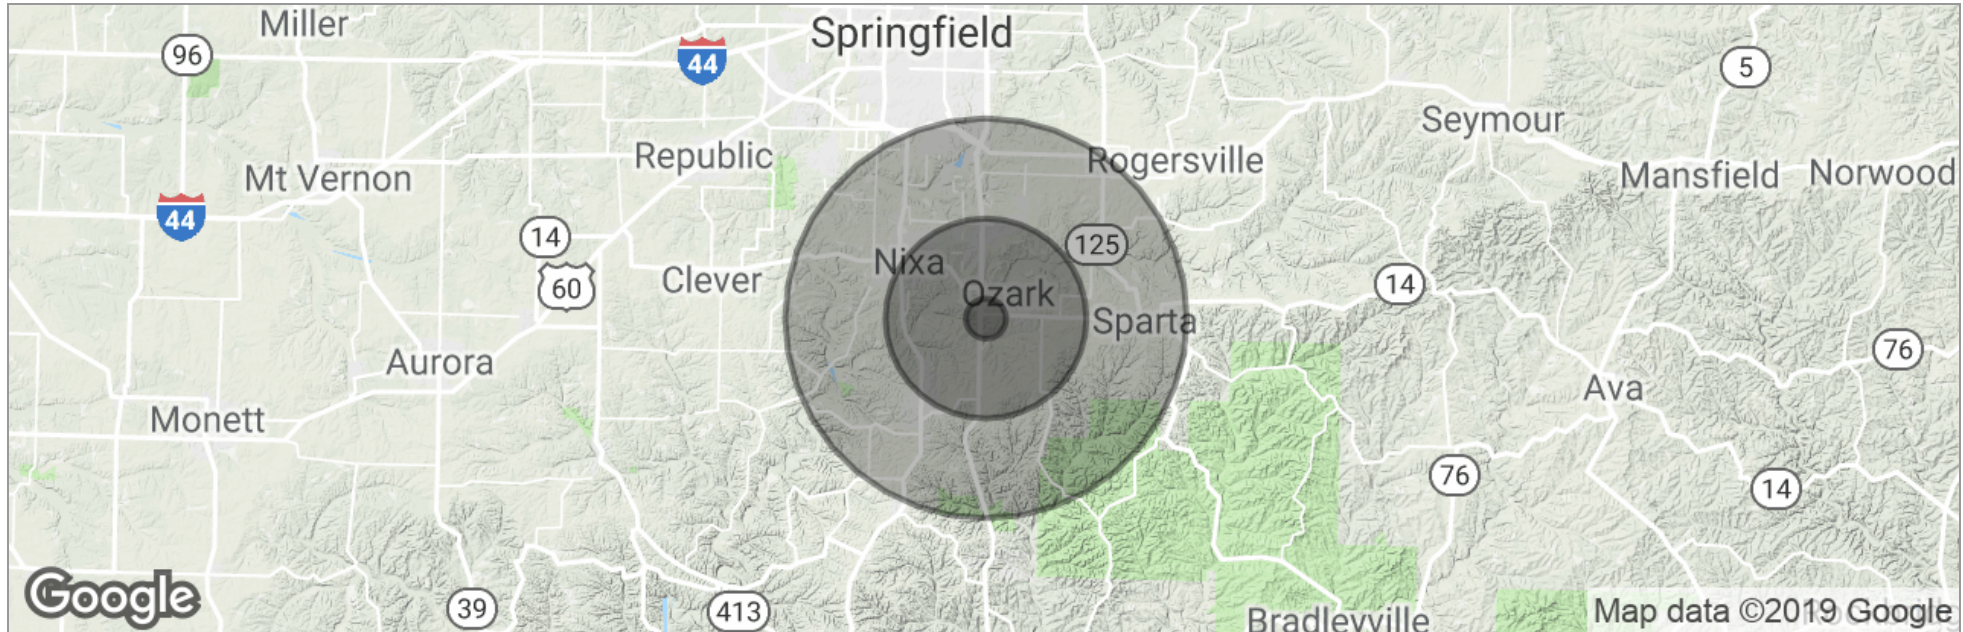 Miller
Springfield
96
44
5
Seymour
Republic
Rogersville
Mt Vernon
Mansfield
Norwood
44
14
125
Nixa
Clever
60
14
Ozark
Sparta
76
Aurora
Ava
Monett
76
14
Google
39
413
Bradleyville
Map data ©2019 Google